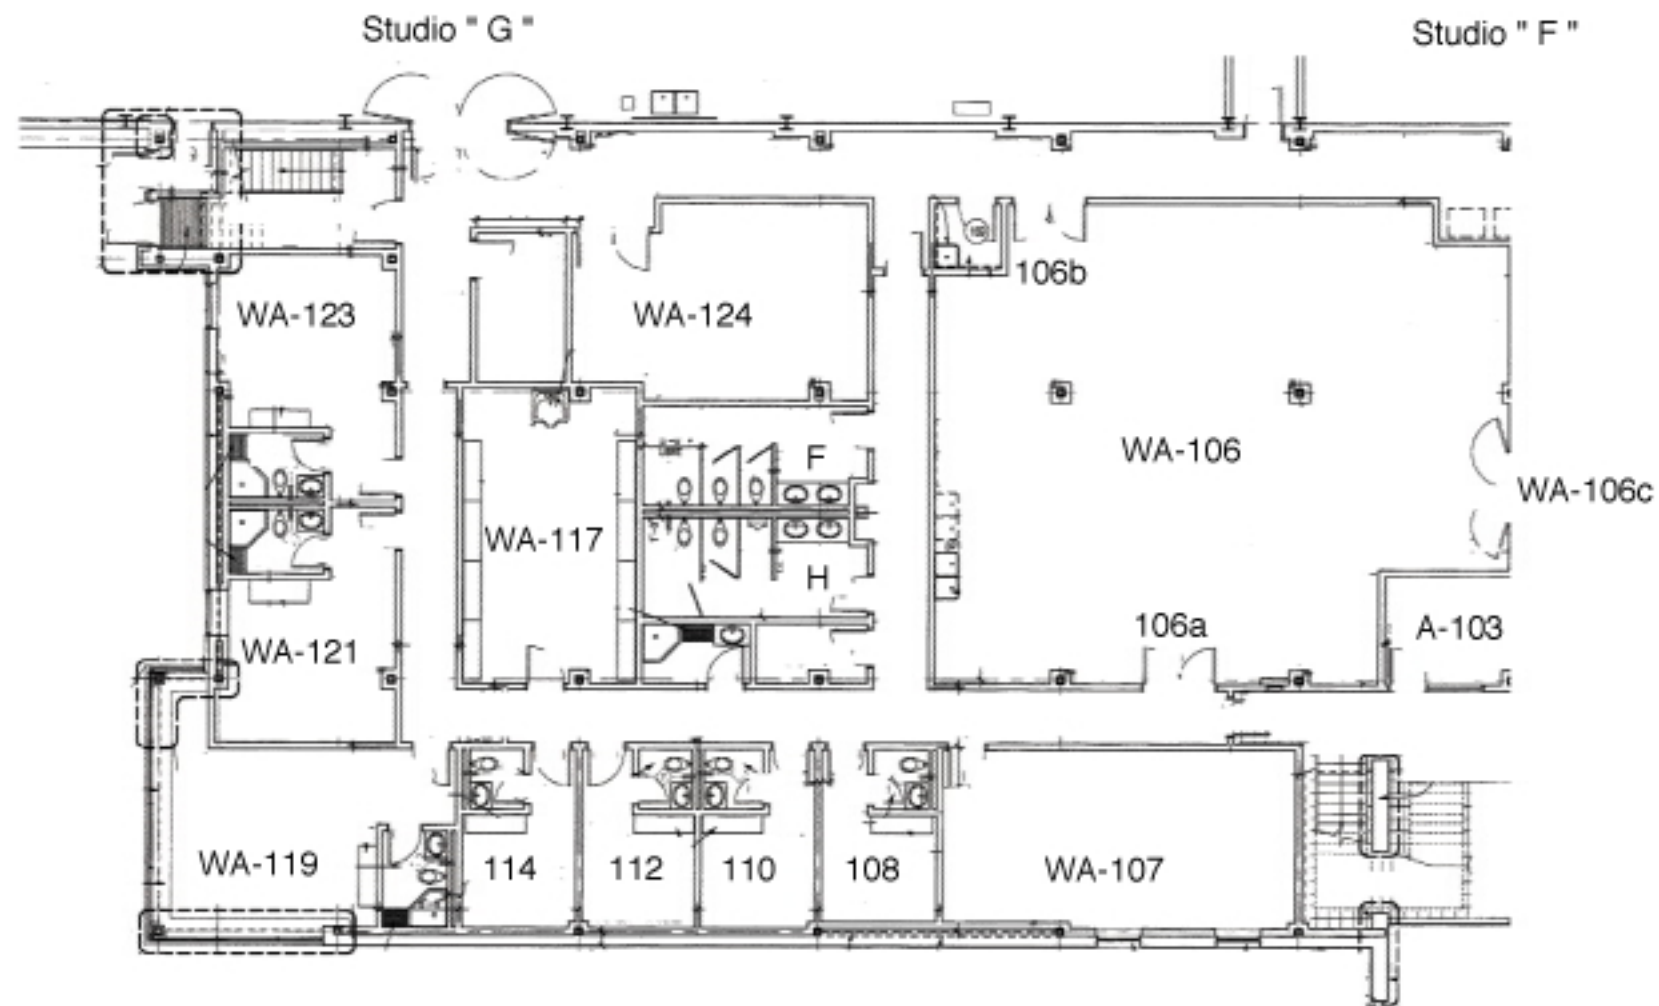 Studio " G "
Studio " F "
106b
WA-123
WA-124
WA-106
F
WA-106c
WA-117
H
106a
A-103
WA-121
WA-119
114
112
110
108
WA-107